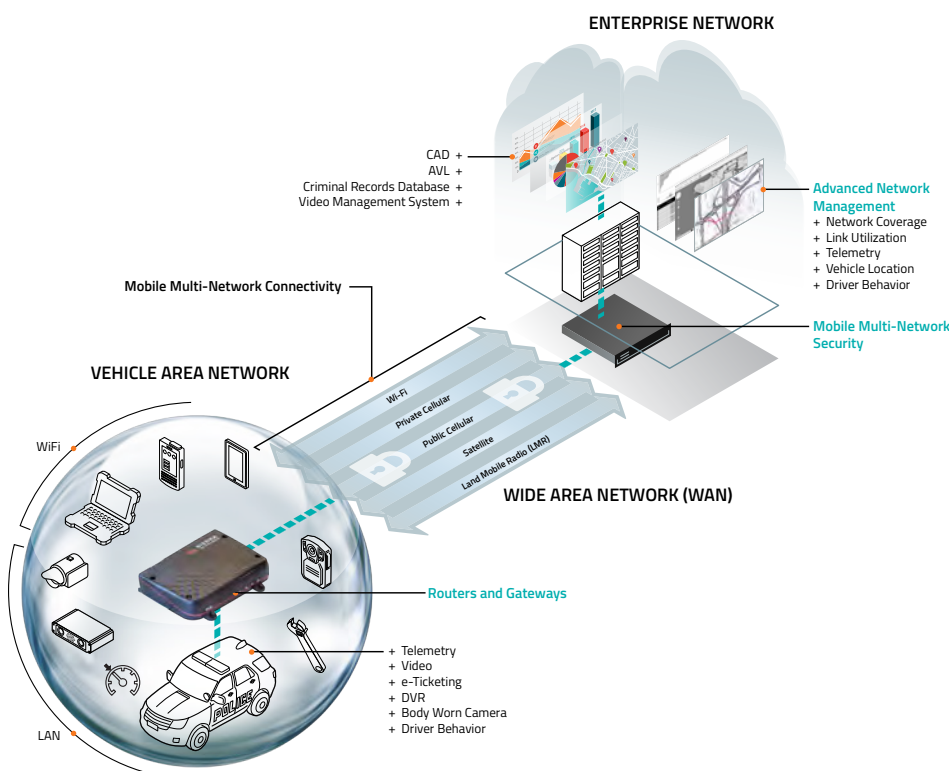 ENTERPRISE NETWORK
CAD +
AVL +
Criminal Records Database +
Video Management System +
Advanced Network
Management
+ Network Coverage
+ Link Utilization
+ Telemetry
+ Vehicle Location
+ Driver Behavior
Mobile Multi-Network Connectivity
Mobile Multi-Network
Security
VEHICLE AREA NETWORK
Wi-Fi
Private Cellular
Public Cellular
Satellite
Land Mobile Radio (LMR)
WiFi
WIDE AREA NETWORK (WAN)
Routers and Gateways
+ Telemetry
+ Video
+ e-Ticketing
+ DVR
+ Body Worn Camera
+ Driver Behavior
POLICE
LAN